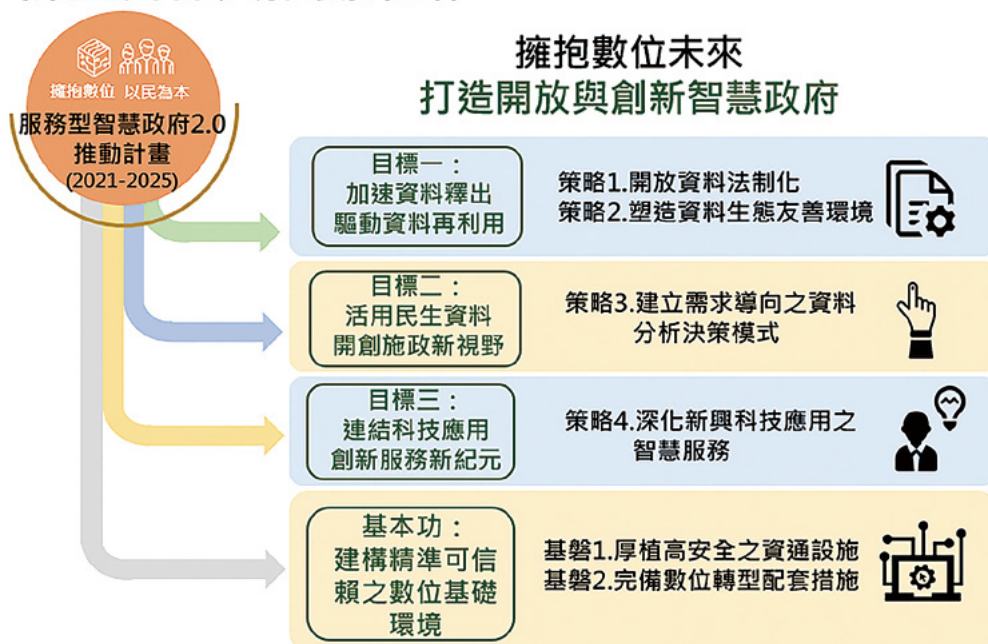 擁抱數位未來
打造開放與創新智慧政府
擁抱數位 以民為本
服務型智慧政府2.0
推動計畫
(2021-2025)
目標一：
加速資料釋出
驅動資料再利用
策略1.開放資料法制化
策略2.塑造資料生態友善環境
目標二：
活用民生資料
開創施政新視野
策略3.建立需求導向之資料
分析決策模式
目標三：
連結科技應用
創新服務新紀元
策略4.深化新興科技應用之
智慧服務
基本功：
建構精準可信
賴之數位基礎
環境
基磐1.厚植高安全之資通設施
基磐2.完備數位轉型配套措施